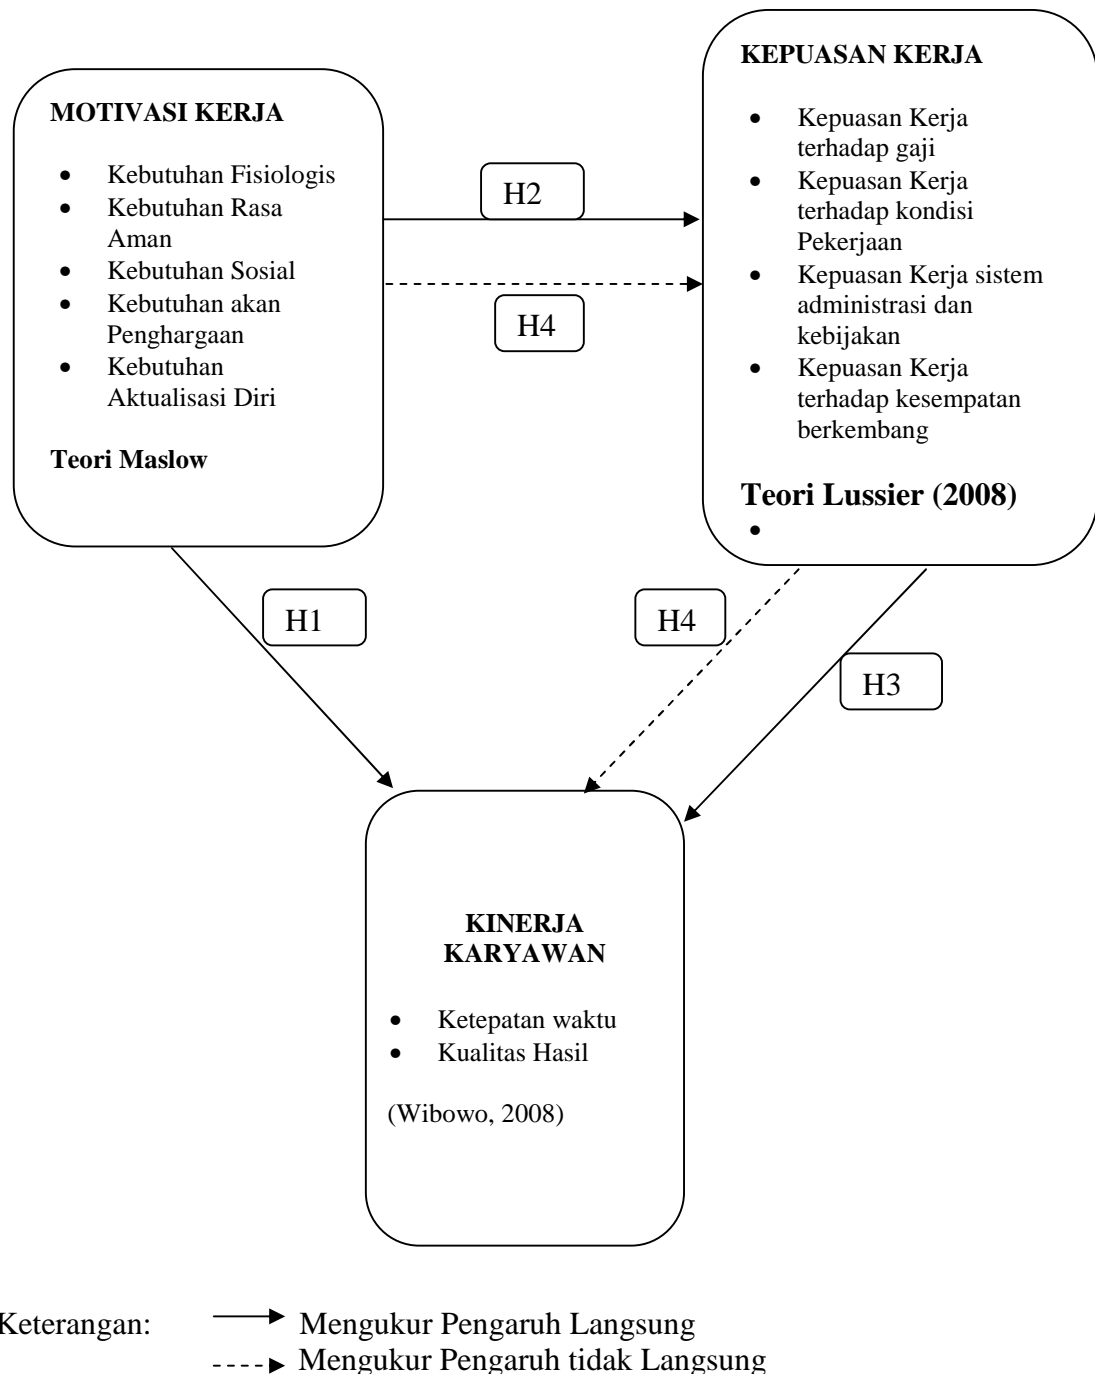 MOTIVASI KERJA
• Kebutuhan Fisiologis
• Kebutuhan Rasa
Aman
• Kebutuhan Sosial
• Kebutuhan akan
Penghargaan
• Kebutuhan
Aktualisasi Diri
Teori Maslow
H2
H4
KEPUASAN KERJA
• Kepuasan Kerja
terhadap gaji
• Kepuasan Kerja
terhadap kondisi
Pekerjaan
• Kepuasan Kerja sistem
administrasi dan
kebijakan
• Kepuasan Kerja
terhadap kesempatan
berkembang
Teori Lussier (2008)
•
H1
H4
H3
KINERJA
KARYAWAN
• Ketepatan waktu
• Kualitas Hasil
(Wibowo, 2008)
Keterangan: Mengukur Pengaruh Langsung
Mengukur Pengaruh tidak Langsung